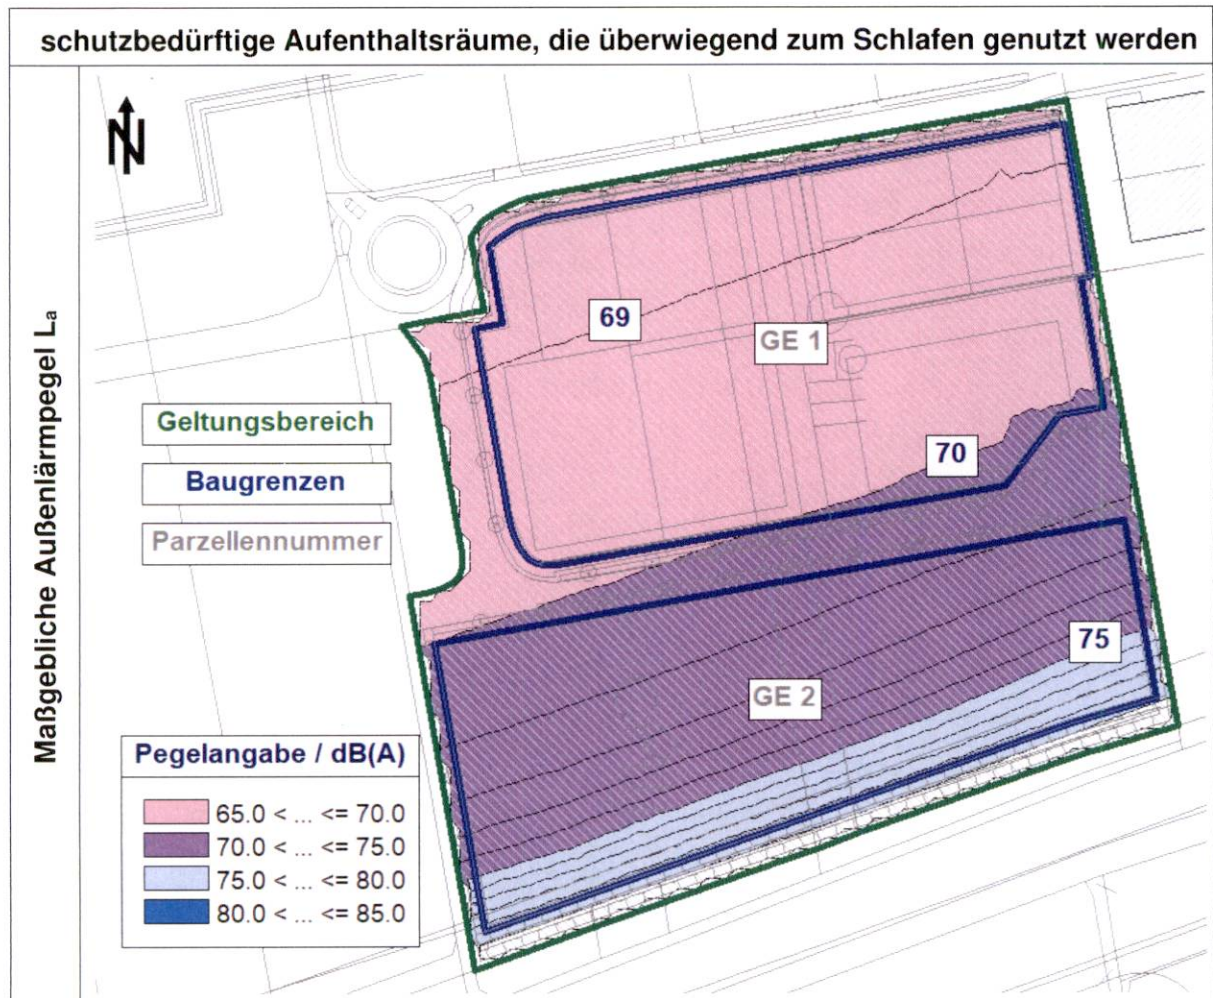 schutzbedürftige Aufenthaltsräume, die überwiegend zum Schlafen genutzt werden
Maßgebliche Außenlärmpegel La
N
69
GE 1
Geltungsbereich
70
Baugrenzen
Parzellennummer
75
GE 2
Pegelangabe / dB(A)
65.0 < ... <= 70.0
70.0 < ... <= 75.0
75.0 < ... <= 80.0
80.0 < ... <= 85.0